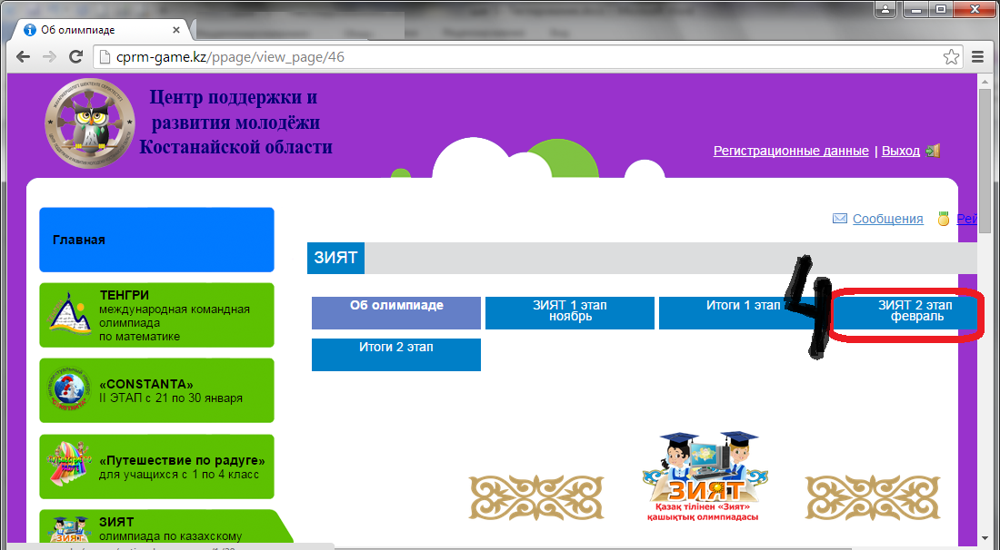 Об олимпиаде
cprm-game.kz/ppage/view_page/46
Центр поддержки и
развития молодёжи
Костанайской области
Регистрационные данные | Выход
Сообщения
Главная
ЗИЯТ
ТЕНГРИ
международная командная
олимпиада
по математике
Об олимпиаде
ЗИЯТ 1 этап
ноябрь
Итоги 1 этап
4
ЗИЯТ 2 этап
февраль
Итоги 2 этап
«CONSTANTA»
II ЭТАП с 21 по 30 января
«Путешествие по радуге»
для учащихся с 1 по 4 класс
ЗИЯТ
Қазақ тілінен «Зият»
қашықтық олимпиадасы
ЗИЯТ
олимпиада по казахскому